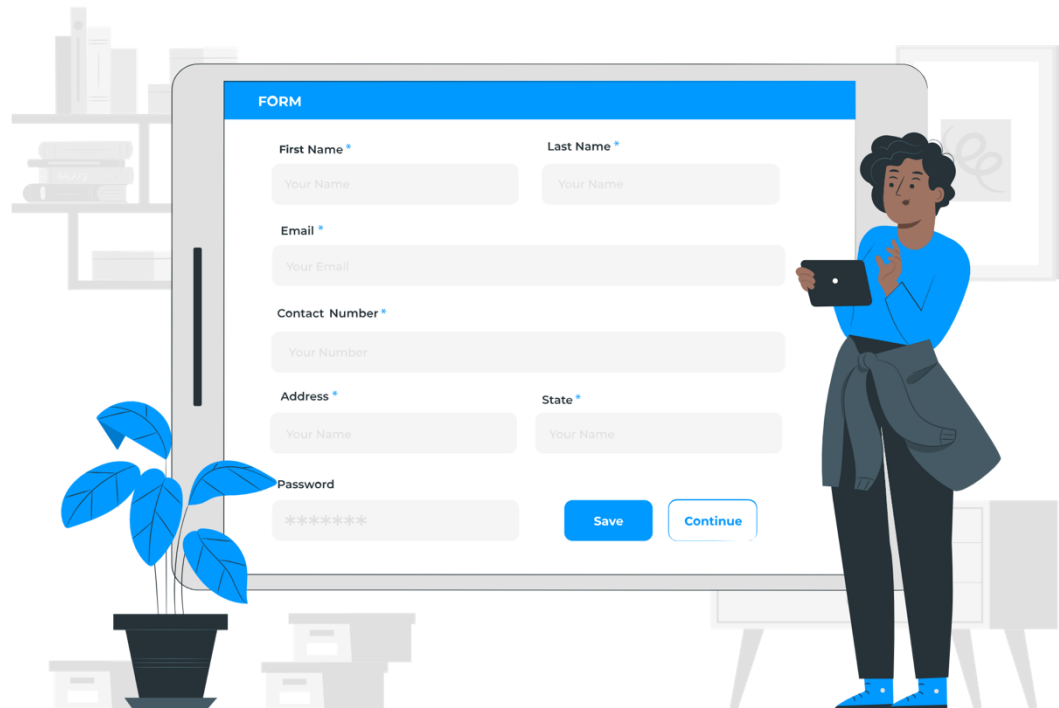 FORM
First Name *
Last Name *
Your Name
Your Name
Email *
Your Email
Contact Number *
Your Number
Address *
State *
Your Name
Your Name
Password
*******
Save
Continue